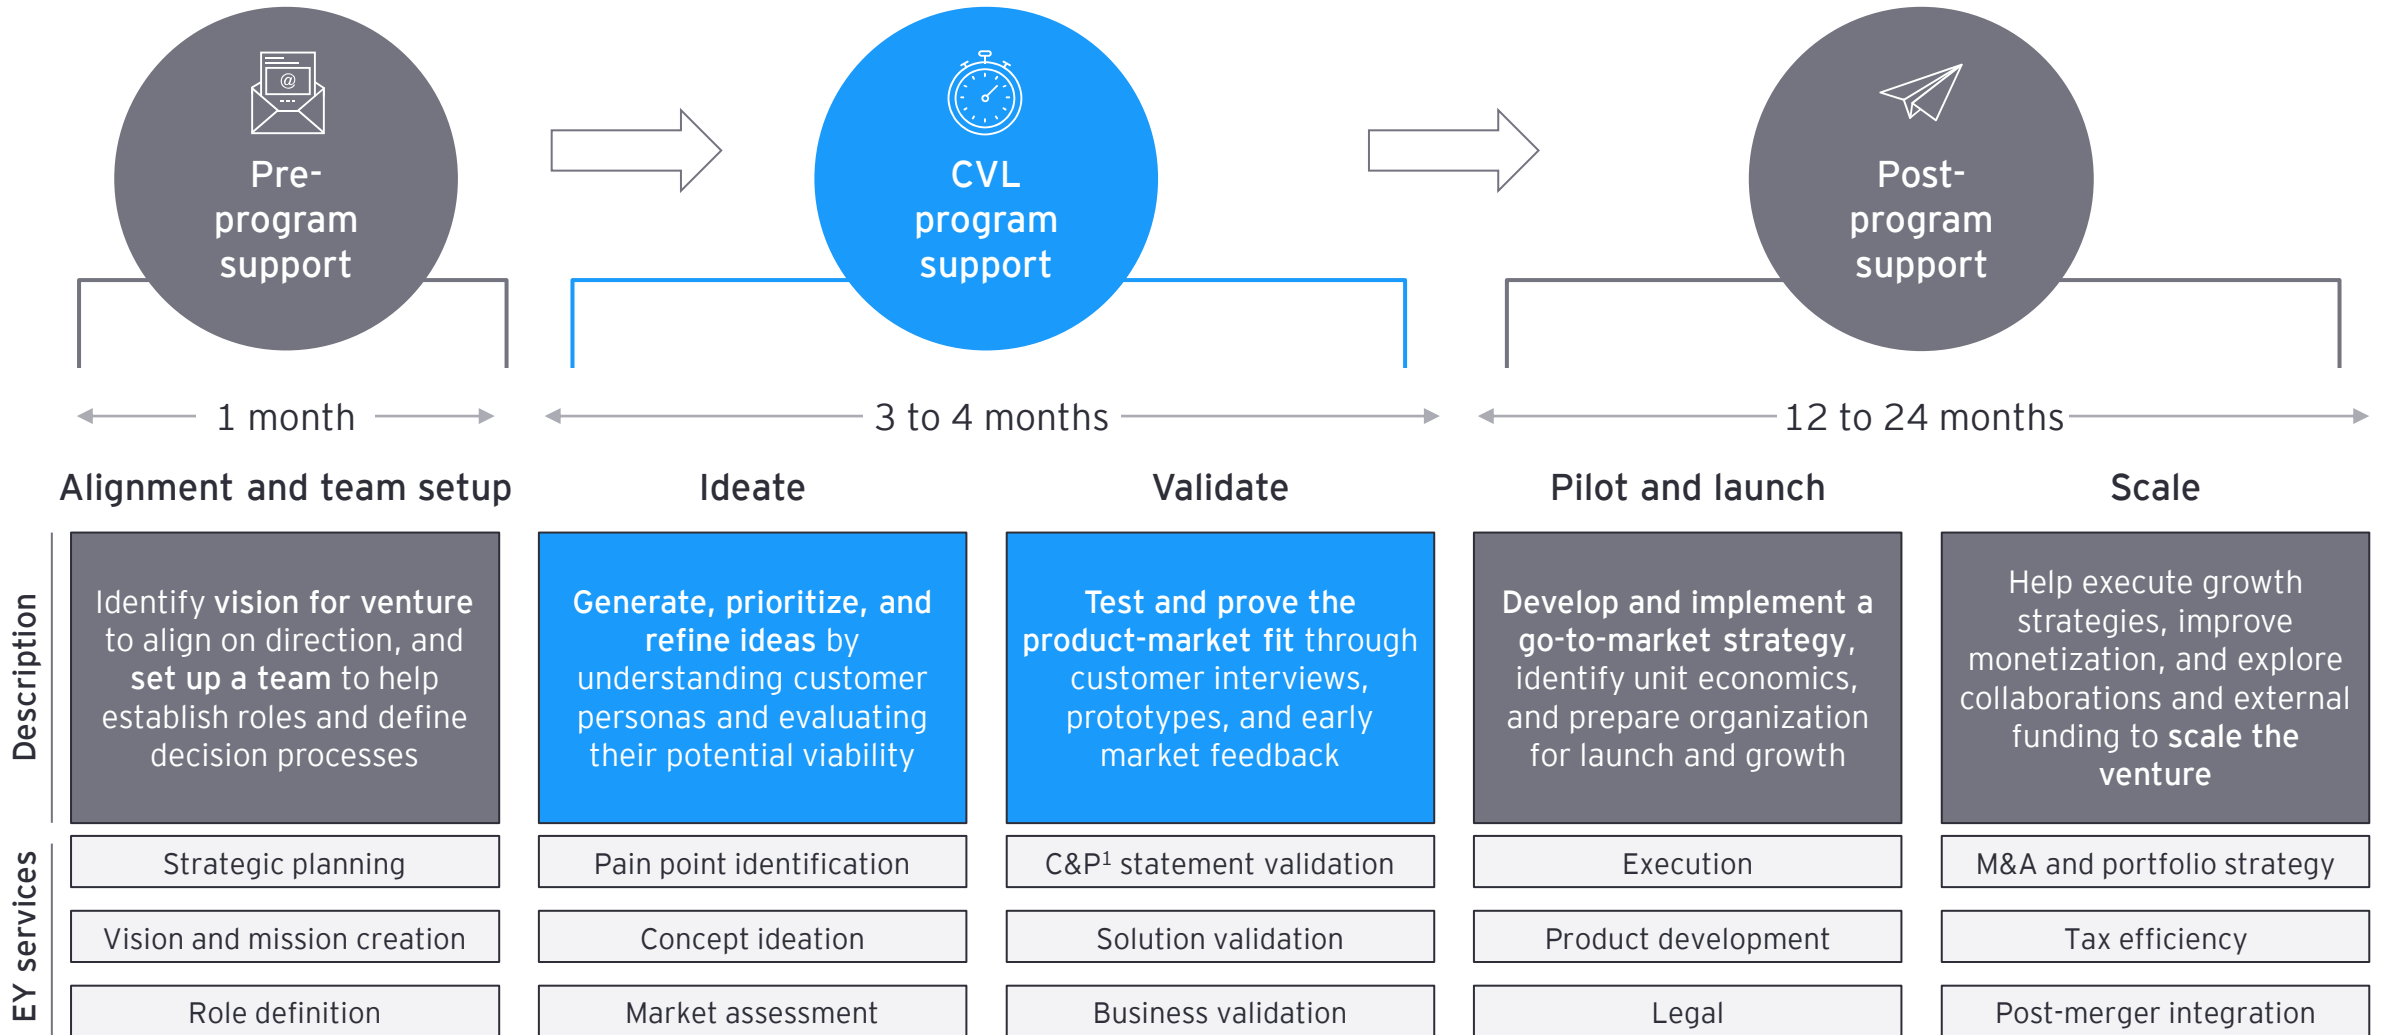 @
Pre-
program
support
CVL
program
support
Post-
program
support
1 month
3 to 4 months
12 to 24 months
Alignment and team setup
Ideate
Validate
Pilot and launch
Scale
Description
Identify vision for venture
to align on direction, and
set up a team to help
establish roles and define
decision processes
Generate, prioritize, and
refine ideas by
understanding customer
personas and evaluating
their potential viability
Test and prove the
product-market fit through
customer interviews,
prototypes, and early
market feedback
Develop and implement a
go-to-market strategy,
identify unit economics,
and prepare organization
for launch and growth
Help execute growth
strategies, improve
monetization, and explore
collaborations and external
funding to scale the
venture
EY services
Strategic planning
Pain point identification
C&P¹ statement validation
Execution
M&A and portfolio strategy
Vision and mission creation
Concept ideation
Solution validation
Product development
Tax efficiency
Role definition
Market assessment
Business validation
Legal
Post-merger integration